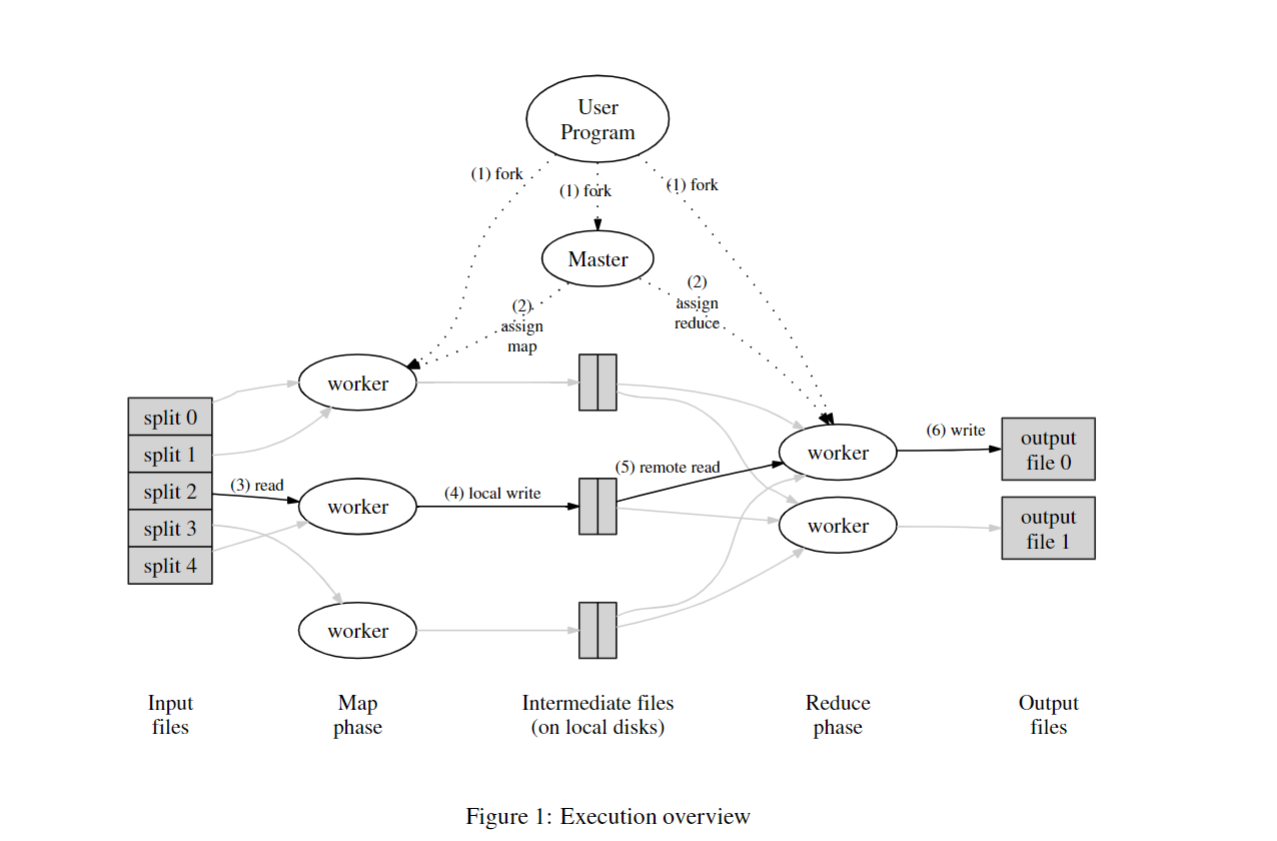 User
Program
(1) fork
(1) fork
(1) fork
Master
(2)
assign
map
(2)
assign
reduce
worker
split 0
split 1
split 2
split 3
split 4
(3) read
worker
(4) local write
(5) remote read
worker
(6) write
output
file 0
worker
output
file 1
worker
Input
files
Map
phase
Intermediate files
(on local disks)
Reduce
phase
Output
files
Figure 1: Execution overview